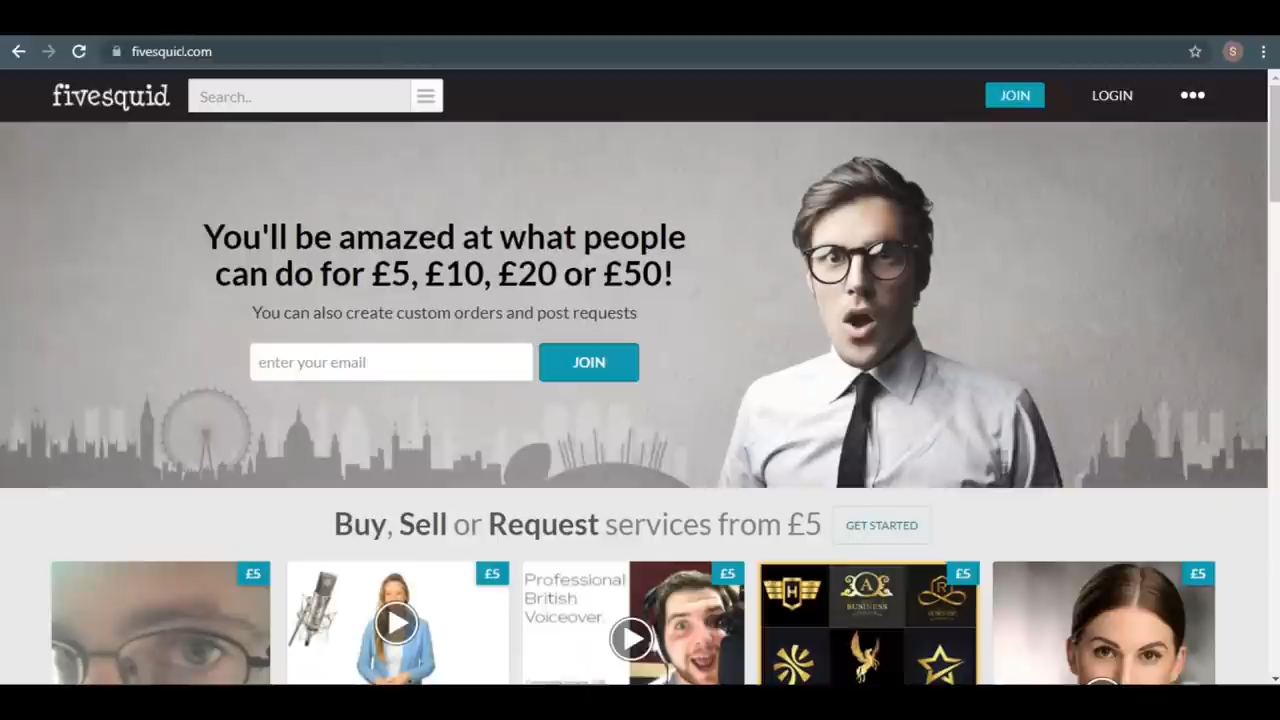 fivesquid.com
S
fivesquid
Search..
JOIN
LOGIN
You'll be amazed at what people
can do for £5, £10, £20 or £50!
You can also create custom orders and post requests
enter your email
JOIN
Buy, Sell or Request services from £5
GET STARTED
£5
£5
£5
£5
£5
Professional
British
Voiceover.
H
A
BUSINESS
R